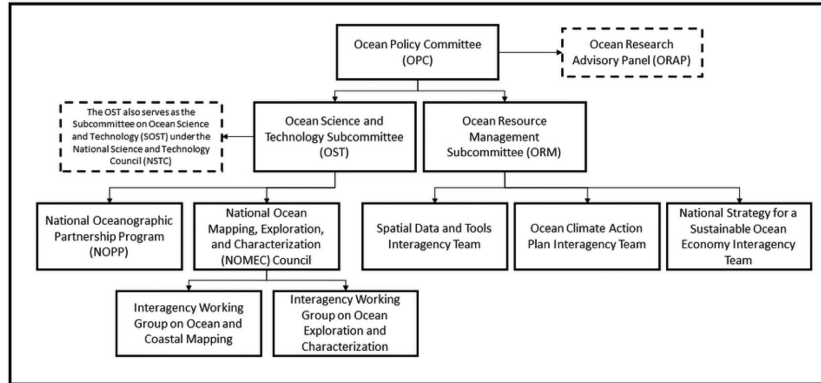 Ocean Policy Committee
(OPC)
Ocean Research
Advisory Panel (ORAP)
The OST also serves as the
Subcommittee on Ocean Science
and Technology (SOST) under the
National Science and Technology
Council (NSTC)
Ocean Science and
Technology Subcommittee
(OST)
Ocean Resource
Management
Subcommittee (ORM)
National Oceanographic
Partnership Program
(NOPP)
National Ocean
Mapping, Exploration,
and Characterization
(NOMEC) Council
Spatial Data and Tools
Interagency Team
Ocean Climate Action
Plan Interagency Team
National Strategy for a
Sustainable Ocean
Economy Interagency
Team
Interagency Working
Group on Ocean and
Coastal Mapping
Interagency Working
Group on Ocean
Exploration and
Characterization